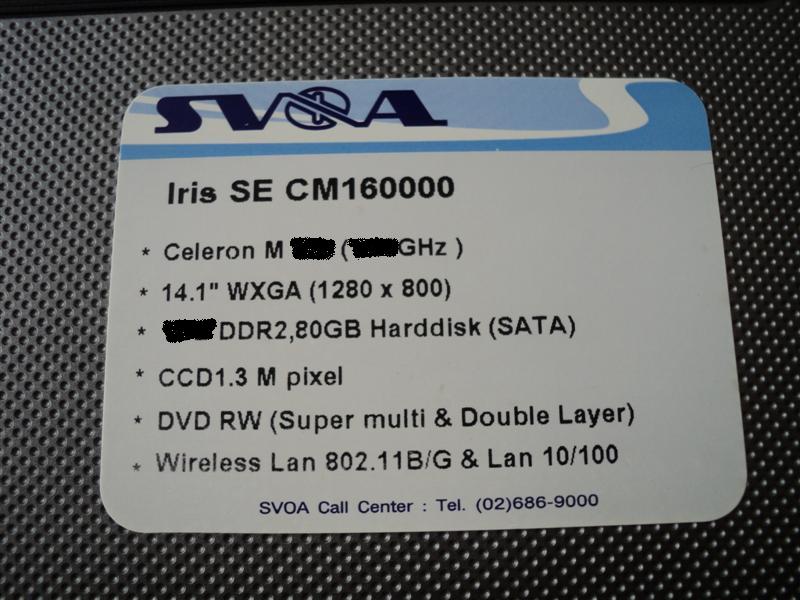 SVOA
Iris SE CM160000
* Celeron M ( GHz )
* 14.1" WXGA (1280 x 800)
* DDR2,80GB Harddisk (SATA)
* CCD1.3 M pixel
* DVD RW (Super multi & Double Layer)
* Wireless Lan 802.11B/G & Lan 10/100
SVOA Call Center : Tel. (02)686-9000